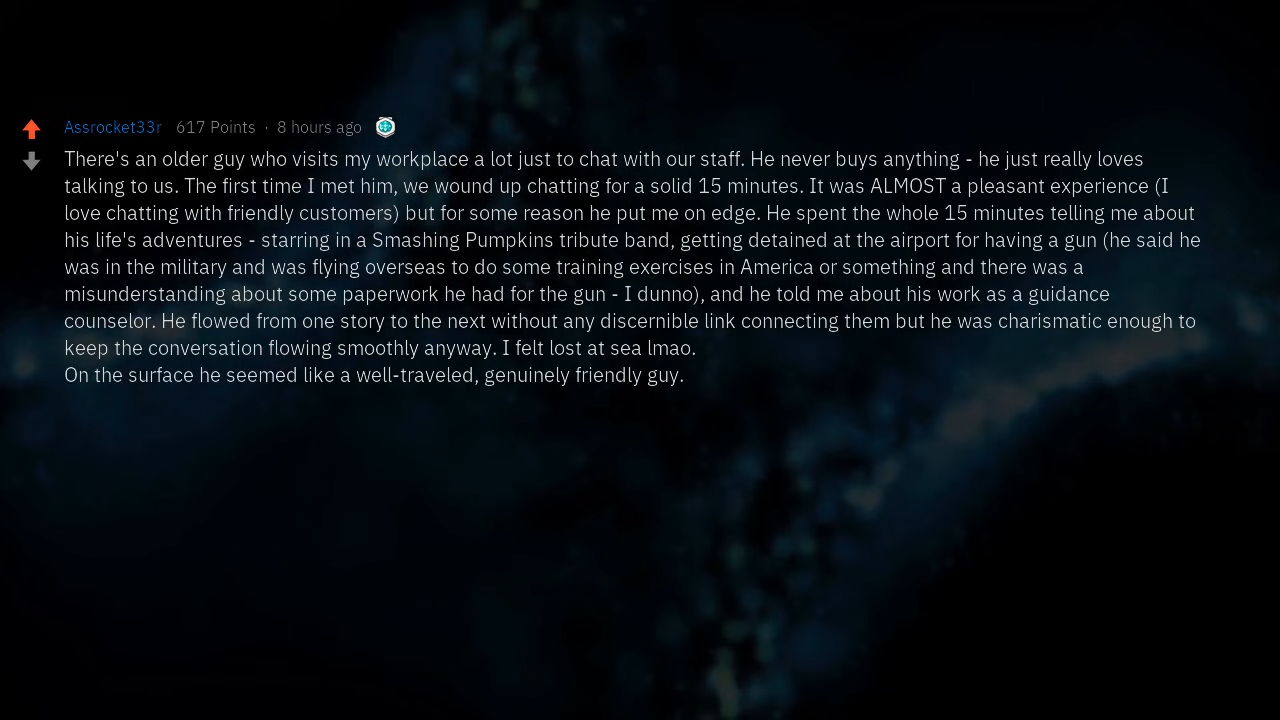 Assrocket33r 617 Points · 8 hours ago
There's an older guy who visits my workplace a lot just to chat with our staff. He never buys anything - he just really loves
talking to us. The first time I met him, we wound up chatting for a solid 15 minutes. It was ALMOST a pleasant experience (I
love chatting with friendly customers) but for some reason he put me on edge. He spent the whole 15 minutes telling me about
his life's adventures - starring in a Smashing Pumpkins tribute band, getting detained at the airport for having a gun (he said he
was in the military and was flying overseas to do some training exercises in America or something and there was a
misunderstanding about some paperwork he had for the gun - I dunno), and he told me about his work as a guidance
counselor. He flowed from one story to the next without any discernible link connecting them but he was charismatic enough to
keep the conversation flowing smoothly anyway. I felt lost at sea lmao.
On the surface he seemed like a well-traveled, genuinely friendly guy.